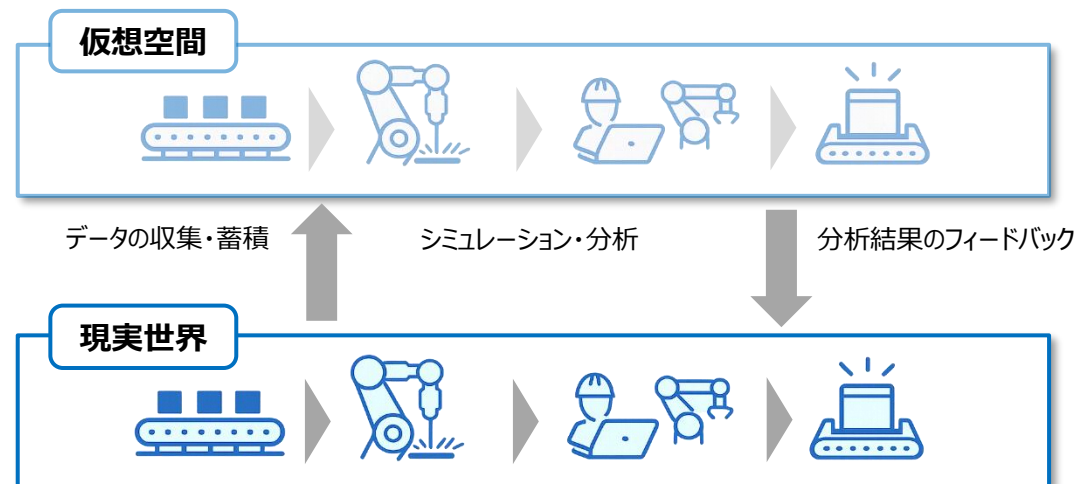 仮想空間
データの収集・蓄積
シミュレーション・分析
分析結果のフィードバック
現実世界